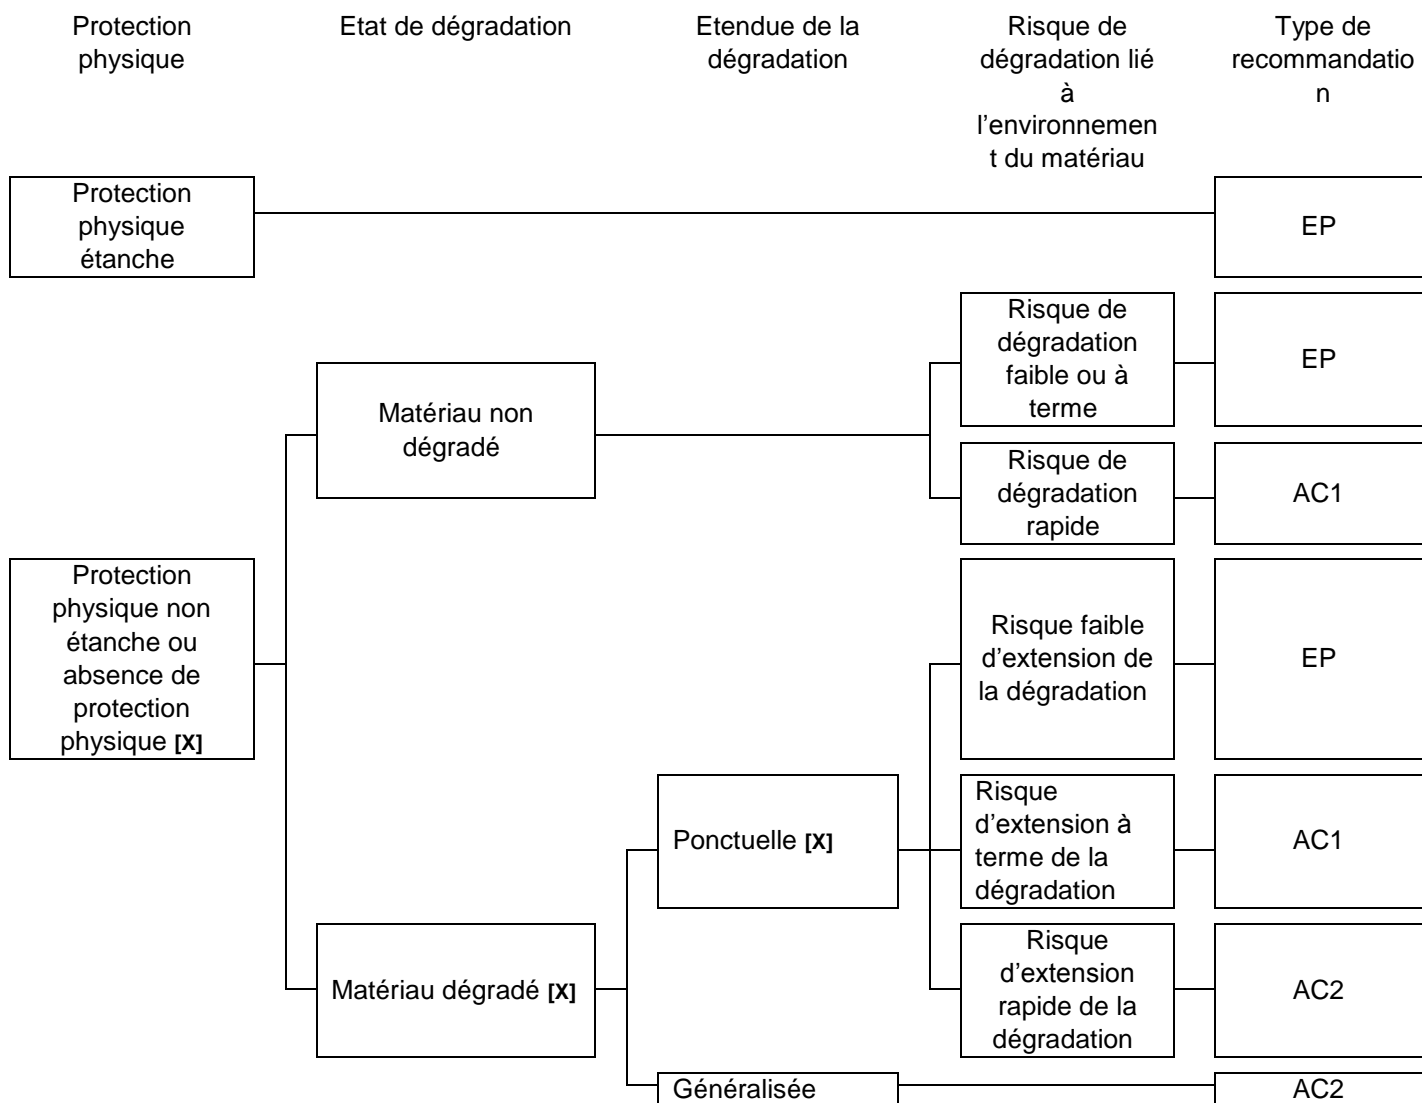 Protection
physique
Etat de dégradation
Etendue de la
dégradation
Risque de
dégradation lié
à
l’environnemen
t du matériau
Type de
recommandatio
n
Protection
physique
étanche
EP
Risque de
dégradation
faible ou à
terme
EP
Matériau non
dégradé
Risque de
dégradation
rapide
AC1
Protection
physique non
étanche ou
absence de
protection
physique [X]
Risque faible
d’extension de
la dégradation
EP
Ponctuelle [X]
Risque
d’extension à
terme de la
dégradation
AC1
Matériau dégradé [X]
Risque
d’extension
rapide de la
dégradation
AC2
Généralisée
AC2